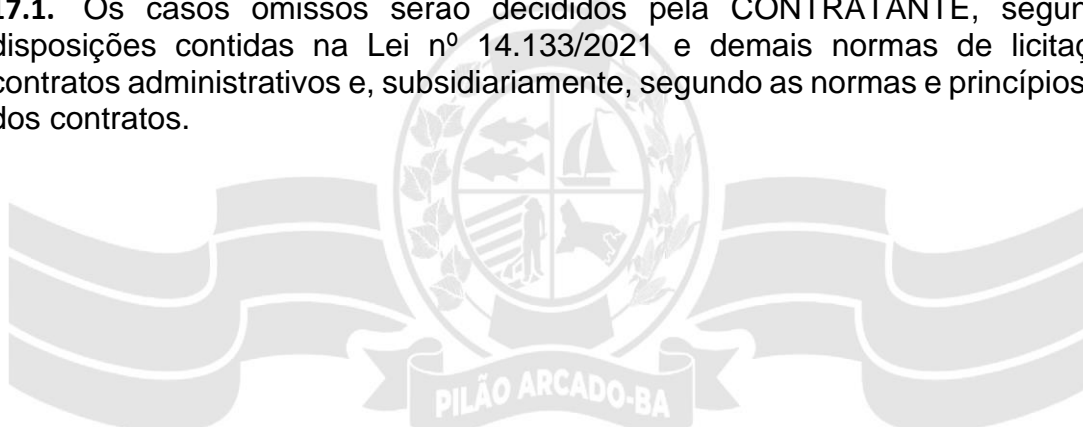 17.1. Os casos omissos serão decididos pela CONTRATANTE, segun
disposições contidas na Lei nº 14.133/2021 e demais normas de licitaç
contratos administrativos e, subsidiariamente, segundo as normas e princípios
dos contratos.
PILÃO ARCADO-BA